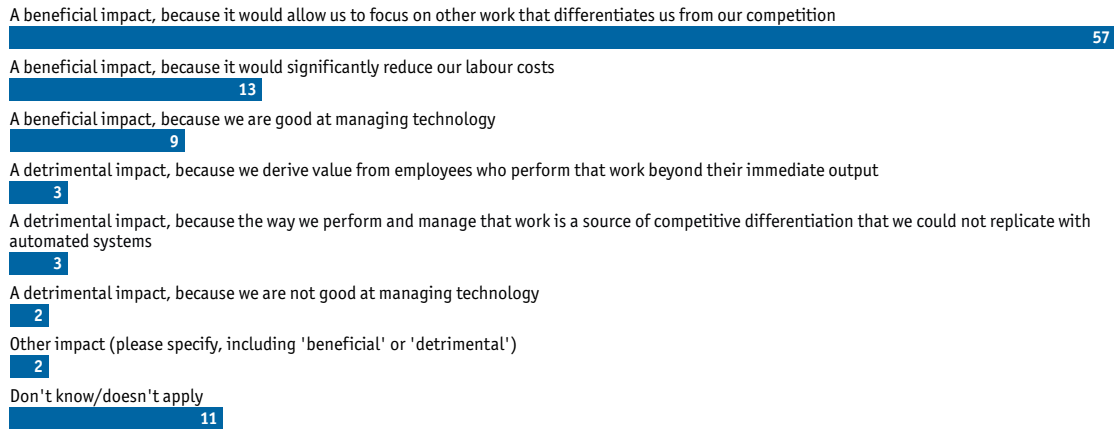 A beneficial impact, because it would allow us to focus on other work that differentiates us from our competition
57
A beneficial impact, because it would significantly reduce our labour costs
13
A beneficial impact, because we are good at managing technology
9
A detrimental impact, because we derive value from employees who perform that work beyond their immediate output
3
A detrimental impact, because the way we perform and manage that work is a source of competitive differentiation that we could not replicate with
automated systems
3
A detrimental impact, because we are not good at managing technology
2
Other impact (please specify, including 'beneficial' or 'detrimental')
2
Don't know/doesn't apply
11